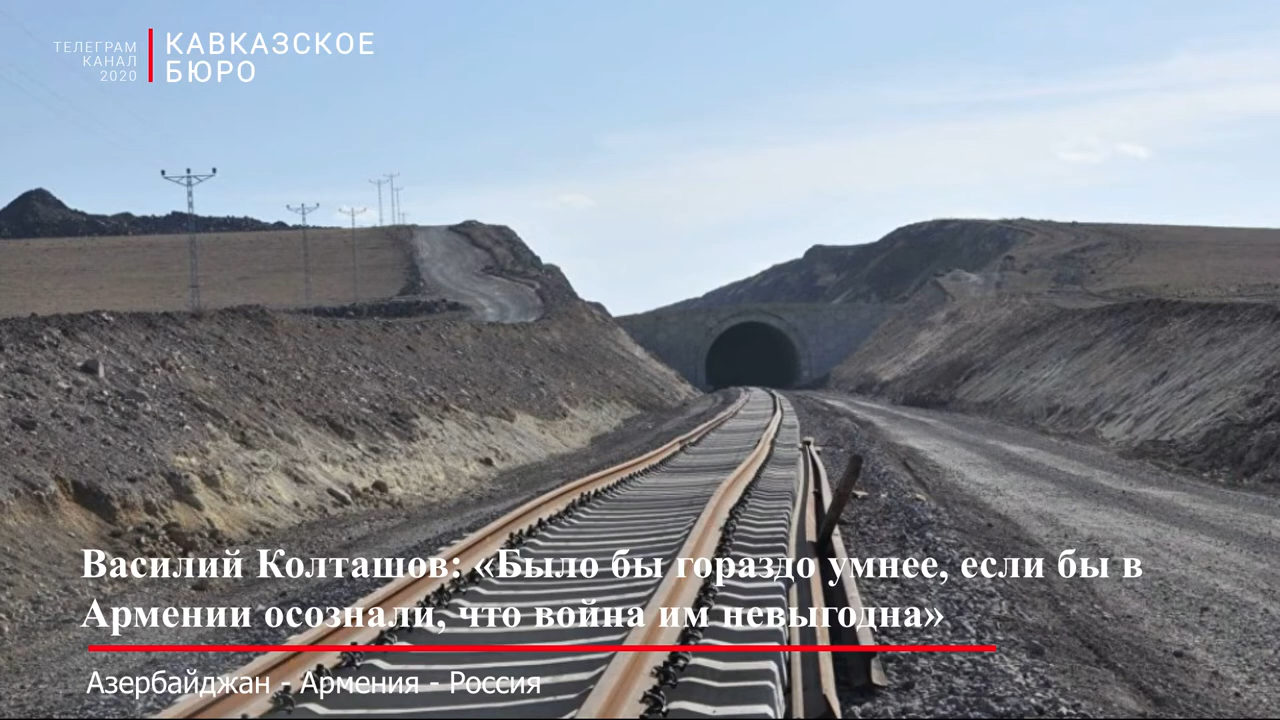 ТЕЛЕГРАМ
КАНАЛ
2020
КАВКАЗСКОЕ
БЮРО
Василий Колташов: «Было бы гораздо умнее, если бы в
Армении осознали, что война им невыгодна»
Азербайджан - Армения - Россия